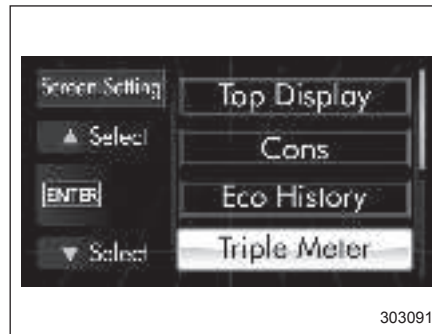 Screen Setting
Top Display
▲ Select
Cons
ENTER
Eco History
▼ Select
Triple Meter
303091